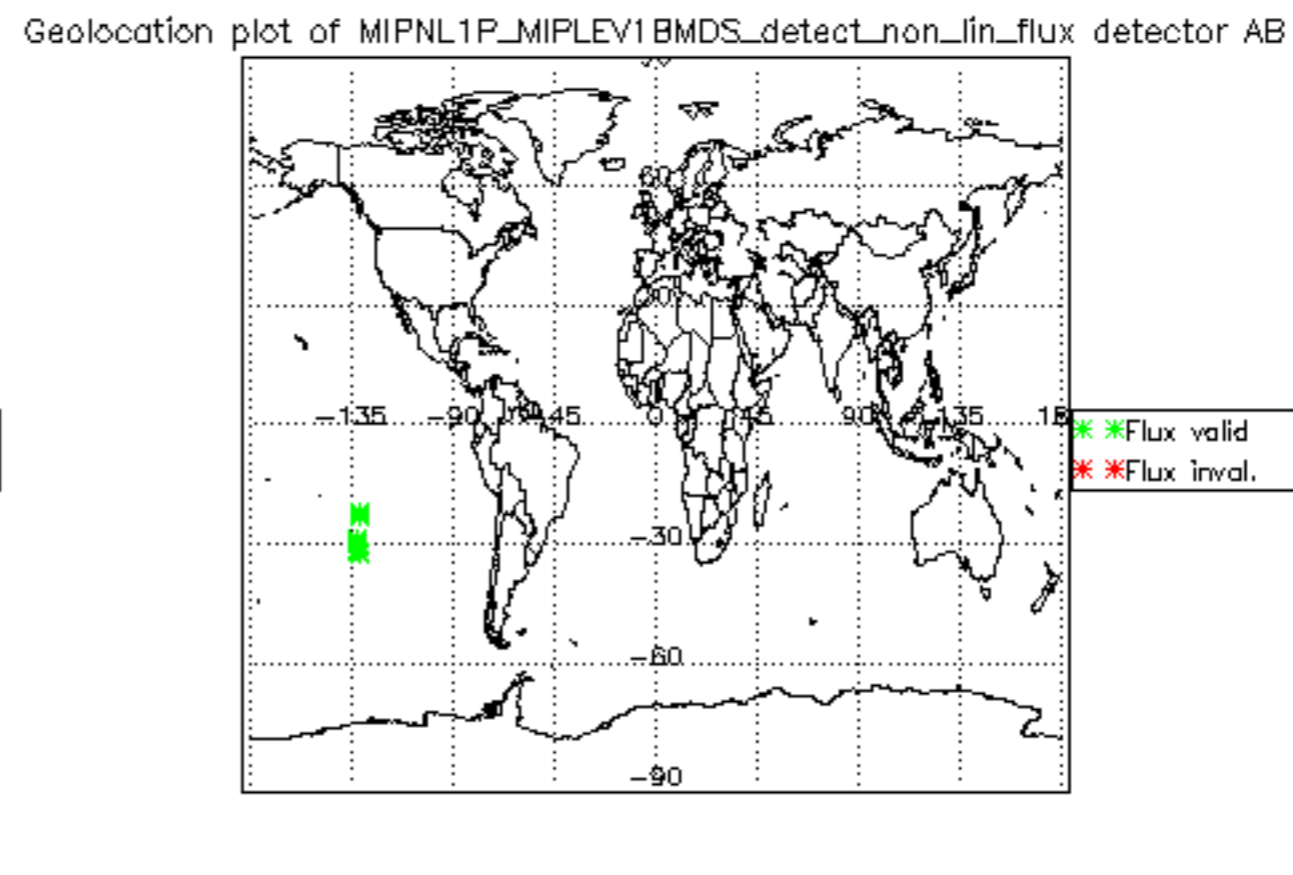 Geolocation plot of MIPNL1P_MIPLEV1BMDS_detect_non_lin_flux detector AB
60
-135 -90 45 0 45 90 135
Flux valid
Flux inval.
-30
-60
-90